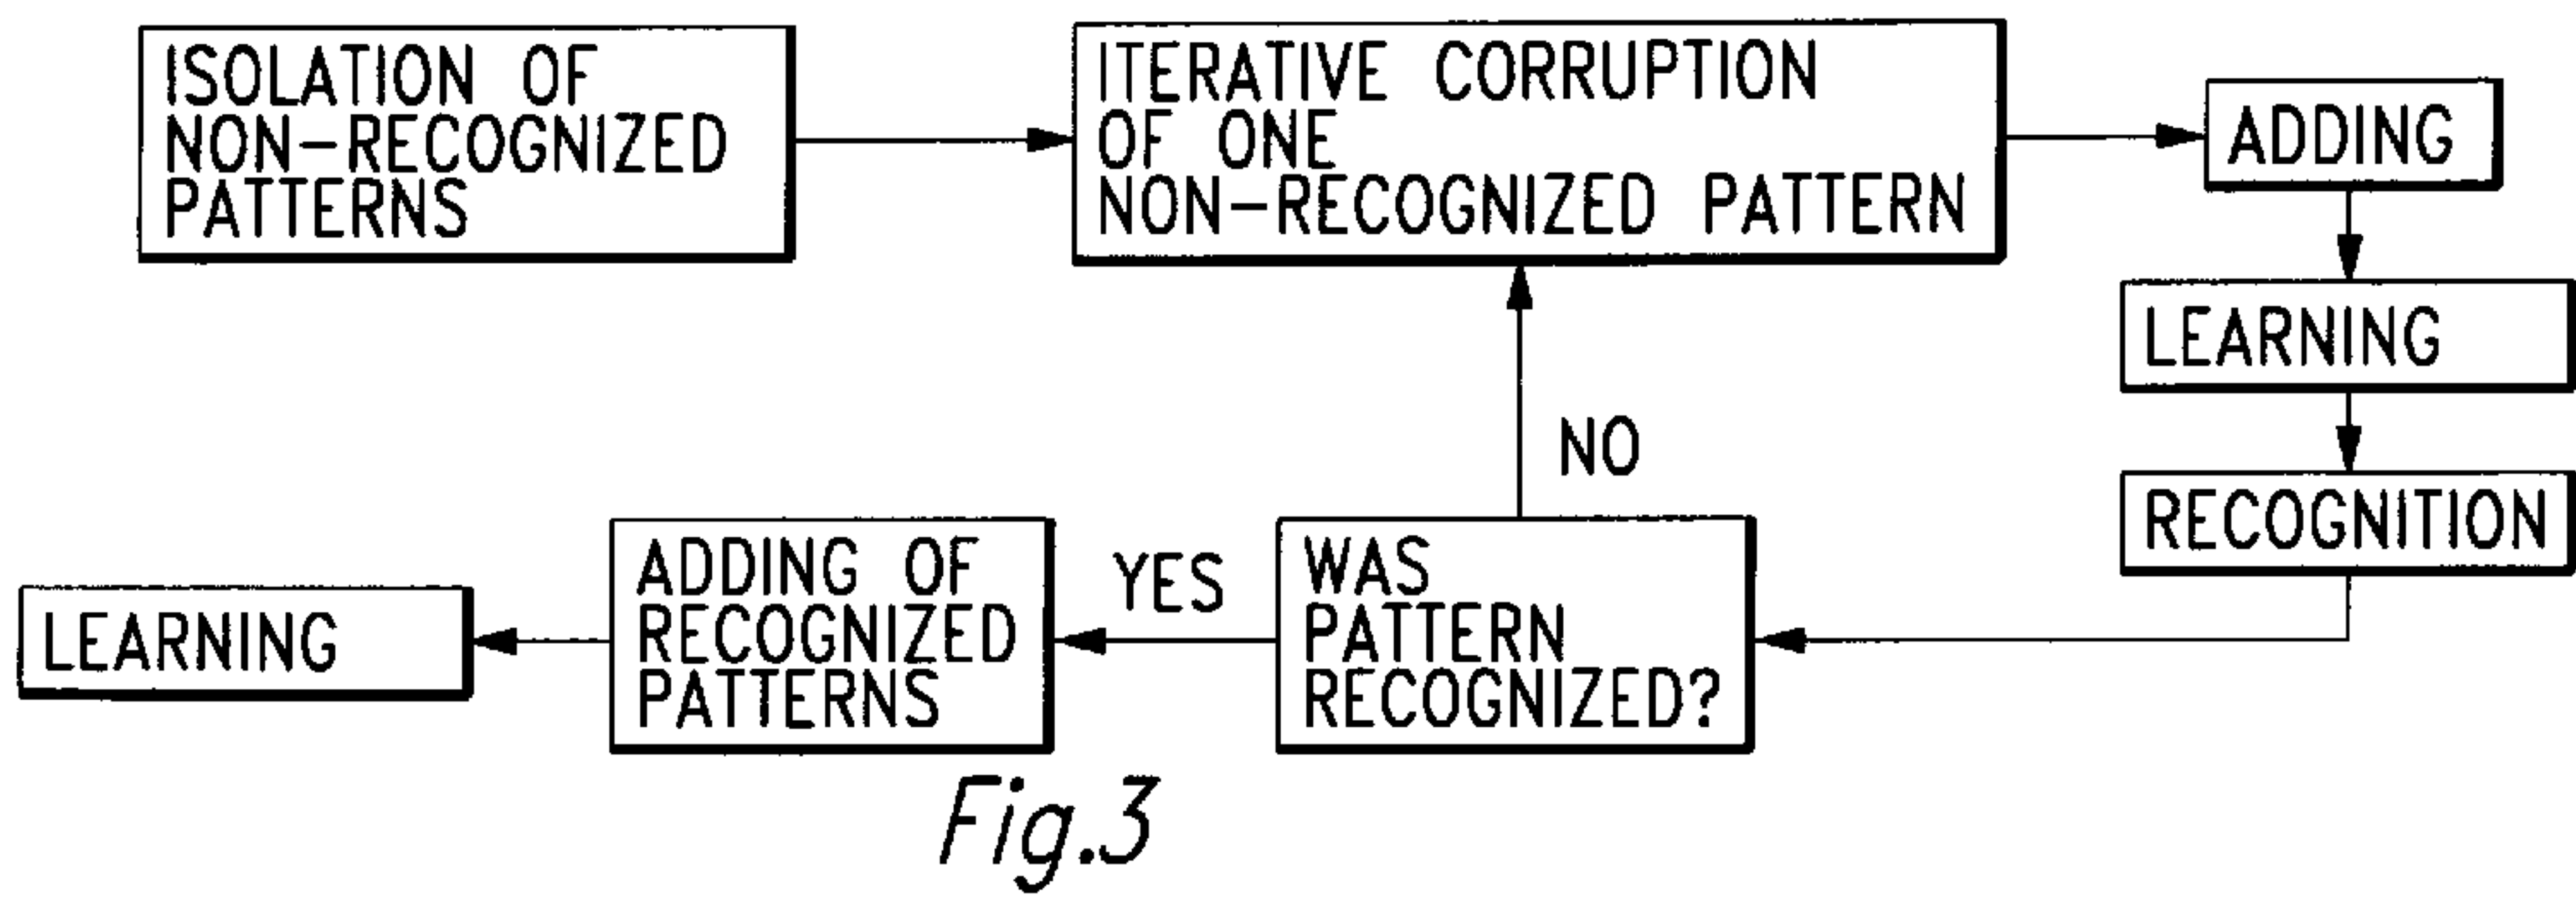 ISOLATION OF
NON-RECOGNIZED
PATTERNS
ITERATIVE CORRUPTION
OF ONE
NON-RECOGNIZED PATTERN
ADDING
LEARNING
RECOGNITION
WAS
PATTERN
RECOGNIZED?
NO
YES
ADDING OF
RECOGNIZED
PATTERNS
LEARNING
Fig.3